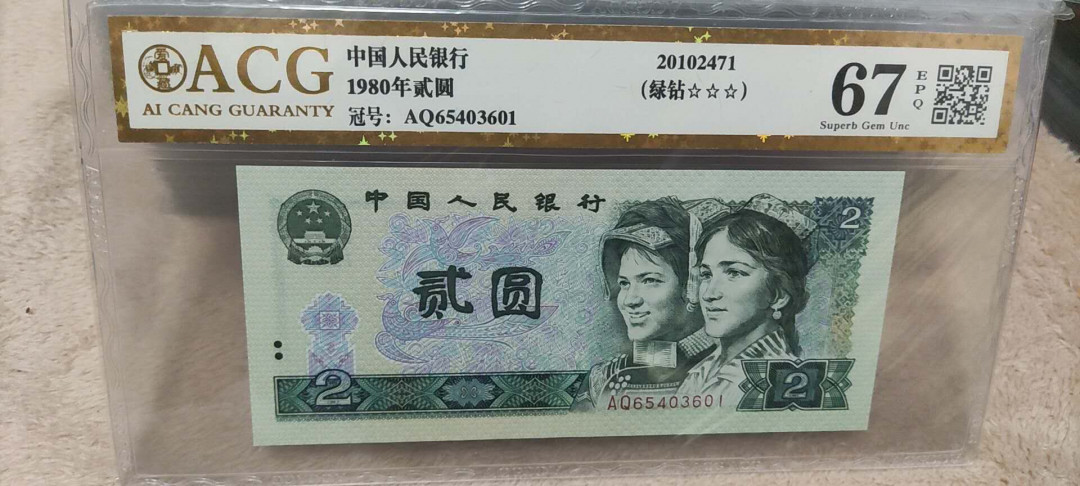 ACG
AI CANG GUARANTY
中国人民银行
1980年贰圆
冠号： AQ65403601
20102471
（绿钻☆☆☆）
67
EPQ
Superb Gem Unc
中国人民银行
2
贰圆
2
AQ65403601
2